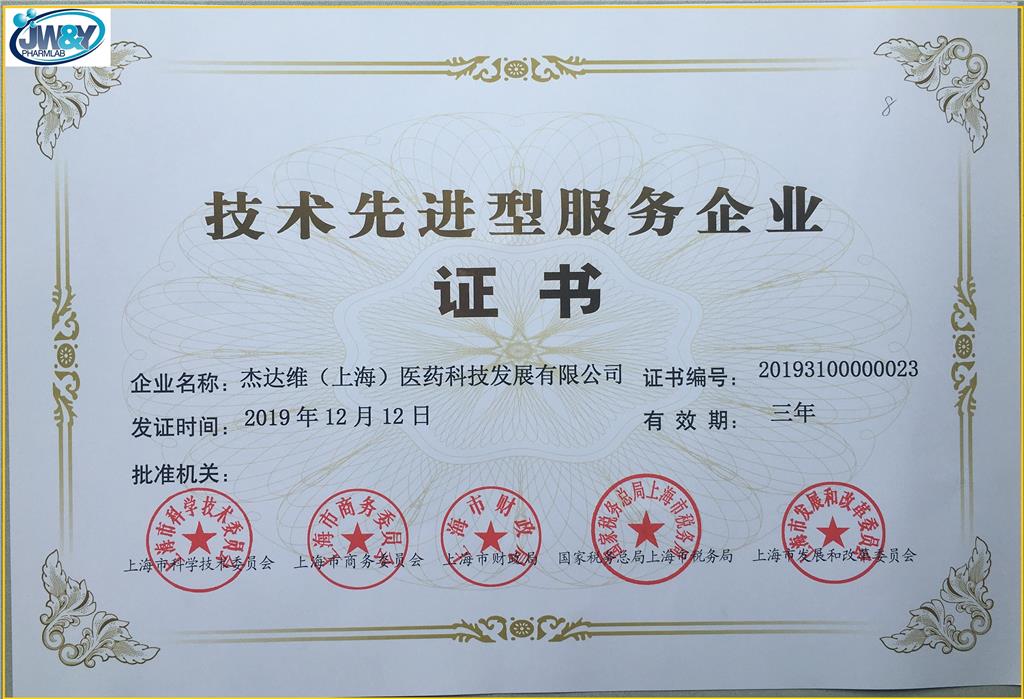 JW&Y
PHARMLAB
8
技术先进型服务企业
证书
企业名称：杰达维（上海）医药科技发展有限公司 证书编号：20193100000023
发证时间：2019年12月12日 有效期：三年
批准机关：
上海市科学技术委员会 上海市商务委员会 上海市财政局 国家税务总局上海市税务局 上海市发展和改革委员会